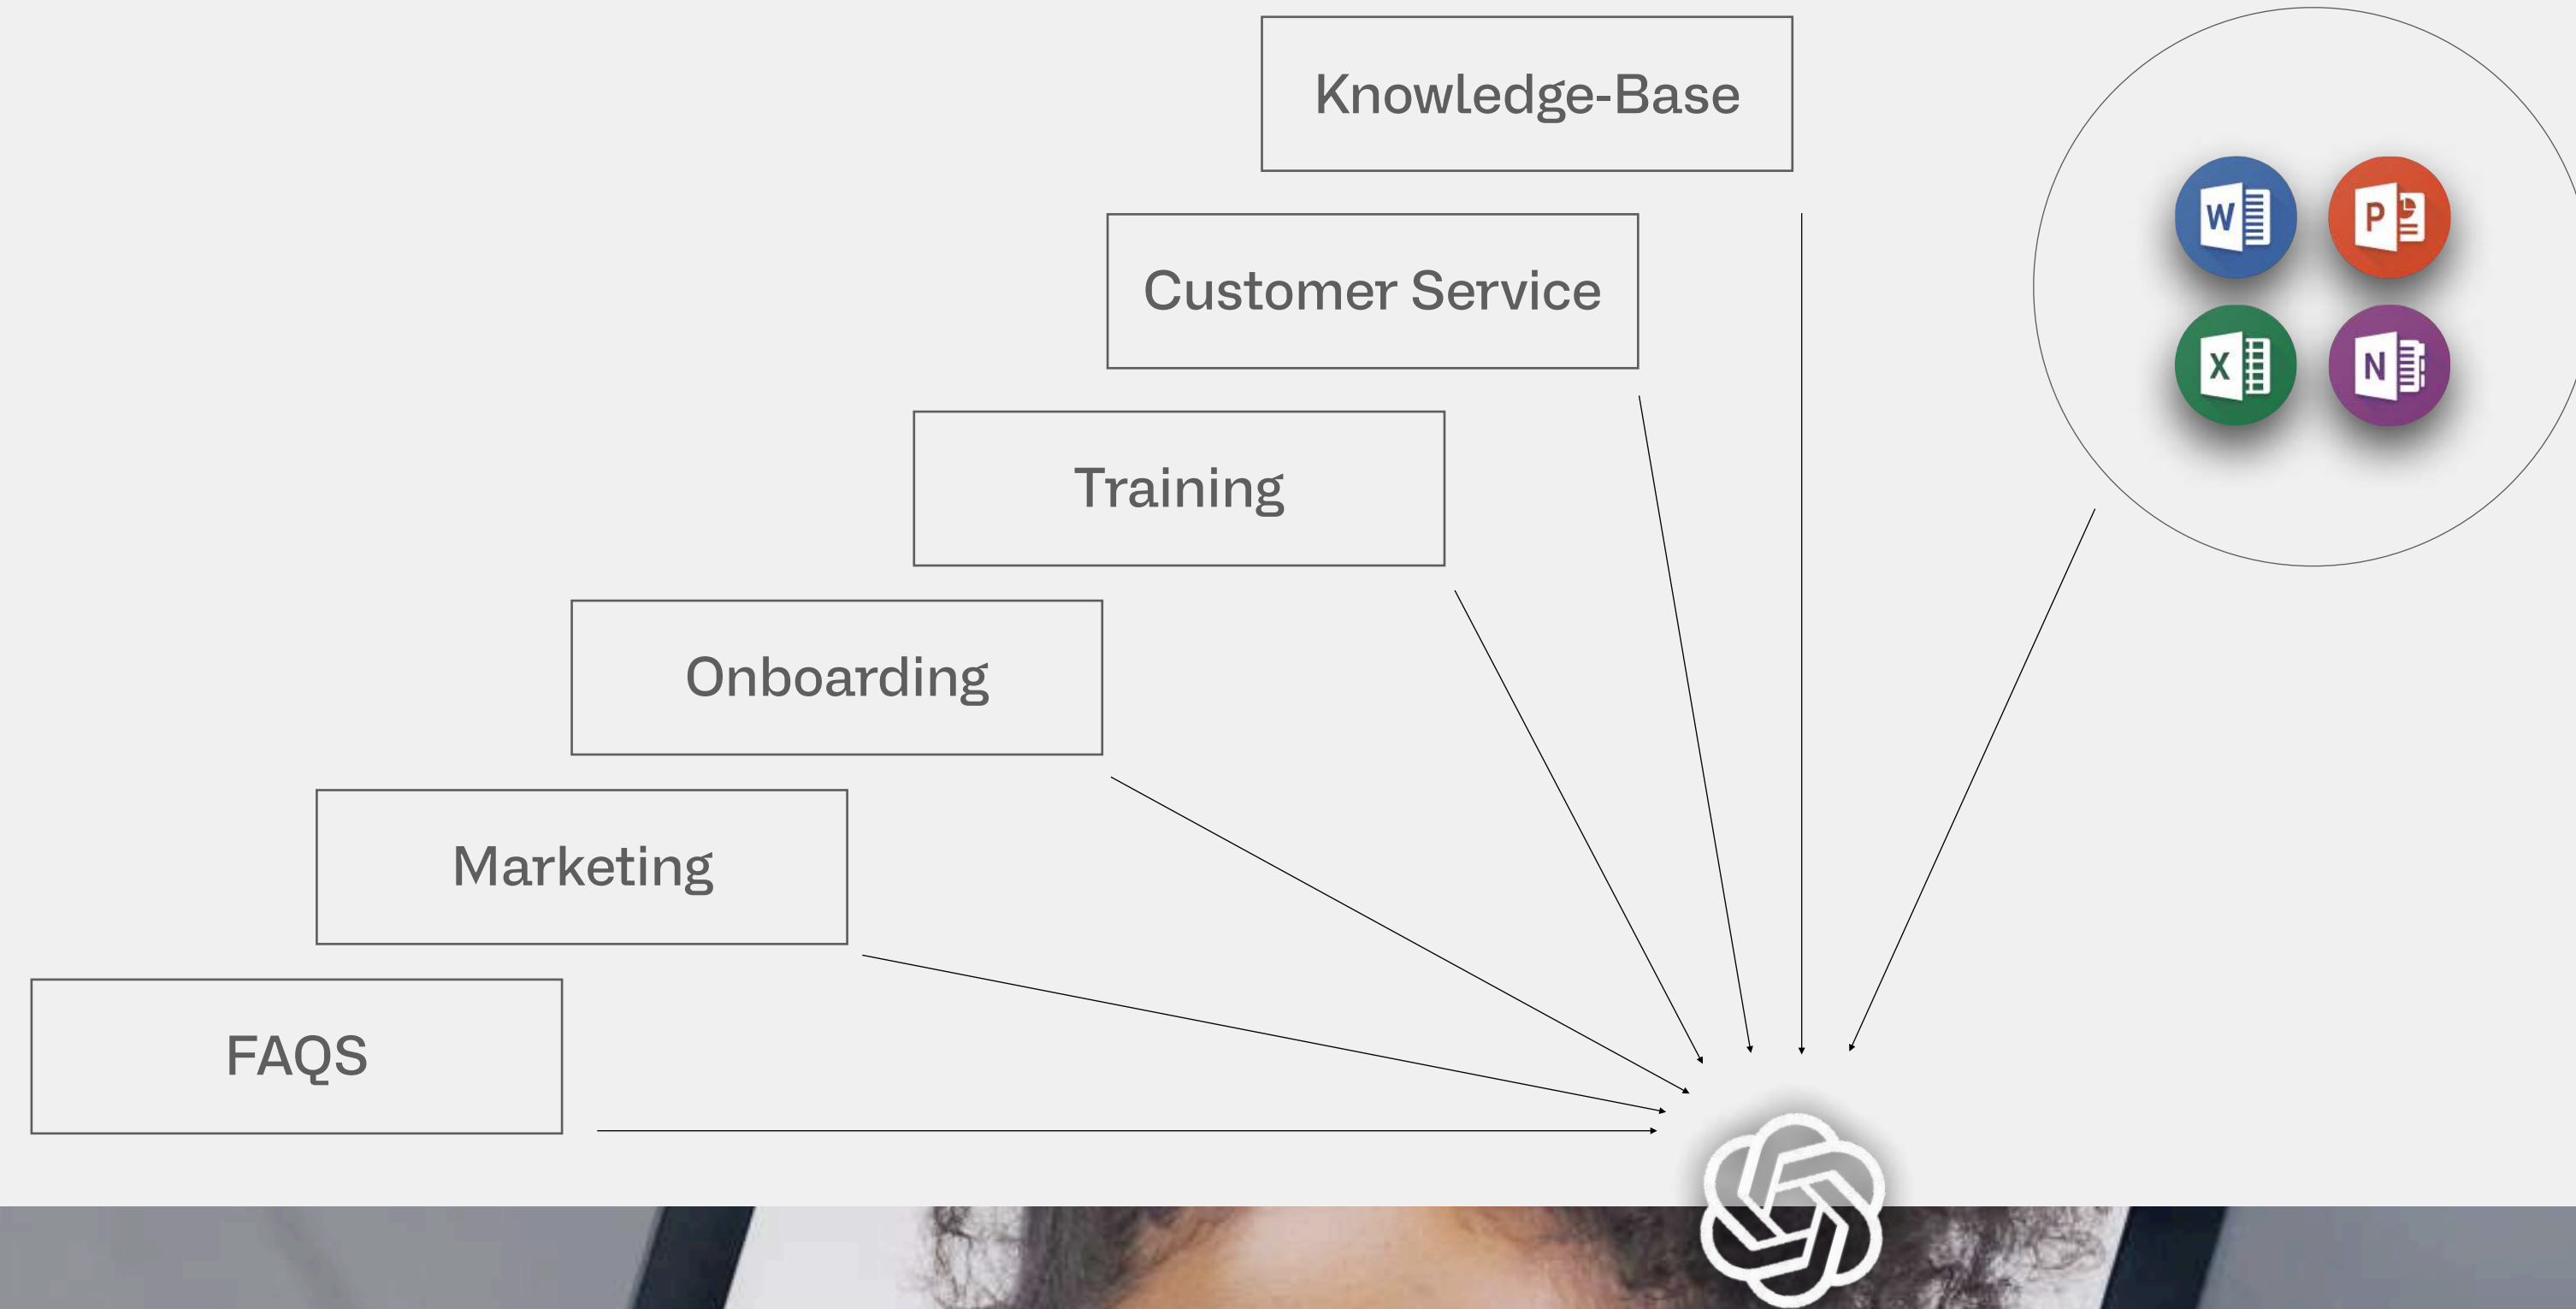 Knowledge-Base
Customer Service
Training
Onboarding
Marketing
FAQS
W
P
X
N